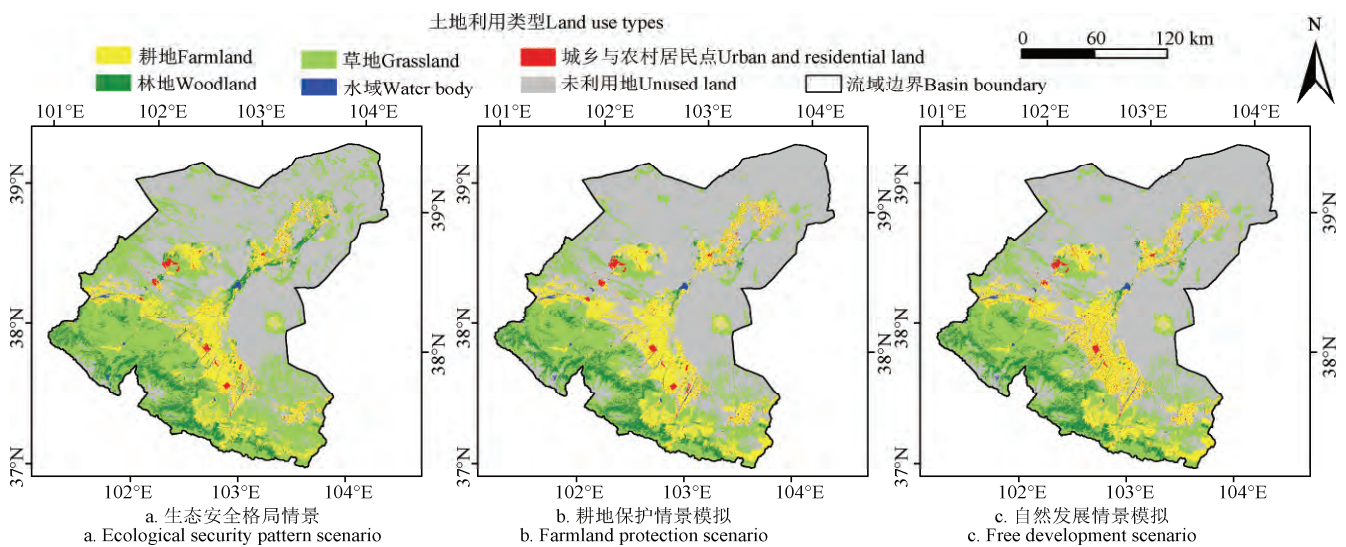 土地利用类型Land use types
耕地Farmland
草地Grassland
城乡与农村居民点Urban and residential land
林地Woodland
水域Water body
未利用地Unused land
流域边界Basin boundary
0 60 120 km
N
101°E 102°E 103°E 104°E
101°E 102°E 103°E 104°E
101°E 102°E 103°E 104°E
39°N
38°N
37°N
39°N
38°N
39°N
38°N
37°N
39°N
38°N
39°N
38°N
37°N
39°N
38°N
102°E 103°E 104°E
102°E 103°E 104°E
102°E 103°E 104°E
a. 生态安全格局情景
a. Ecological security pattern scenario
b. 耕地保护情景模拟
b. Farmland protection scenario
c. 自然发展情景模拟
c. Free development scenario